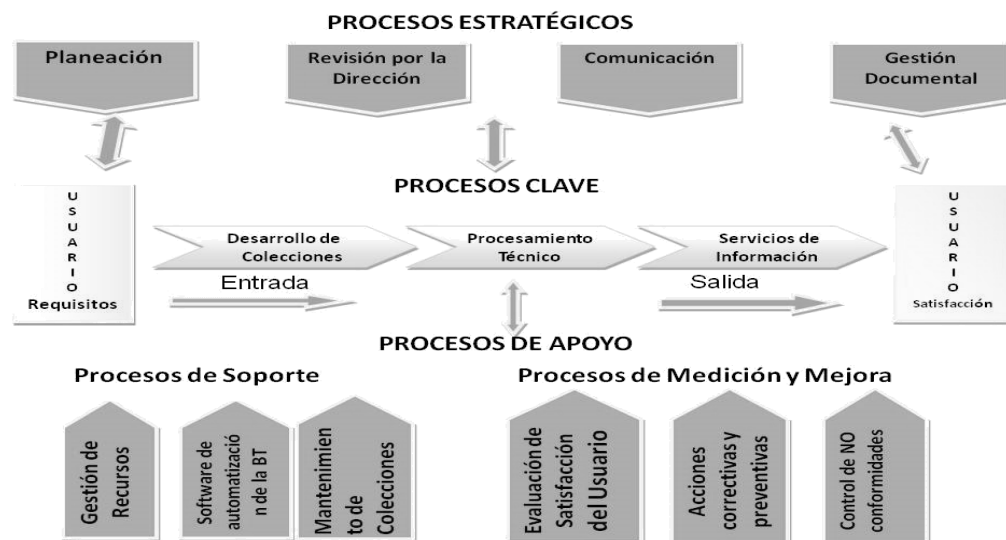 PROCESOS ESTRATÉGICOS
Planeación
Revisión por la
Dirección
Comunicación
Gestión
Documental
PROCESOS CLAVE
USUARIO
Requisitos
Desarrollo de
Colecciones
Procesamiento
Técnico
Servicios de
Información
USUARIO
Satisfacción
Entrada
Salida
PROCESOS DE APOYO
Procesos de Soporte
Procesos de Medición y Mejora
Gestión de
Recursos
Software de
automatizació
n de la BT
Mantenimien
to de
Colecciones
Evaluación de
Satisfacción
del Usuario
Acciones
correctivas y
preventivas
Control de NO
conformidades